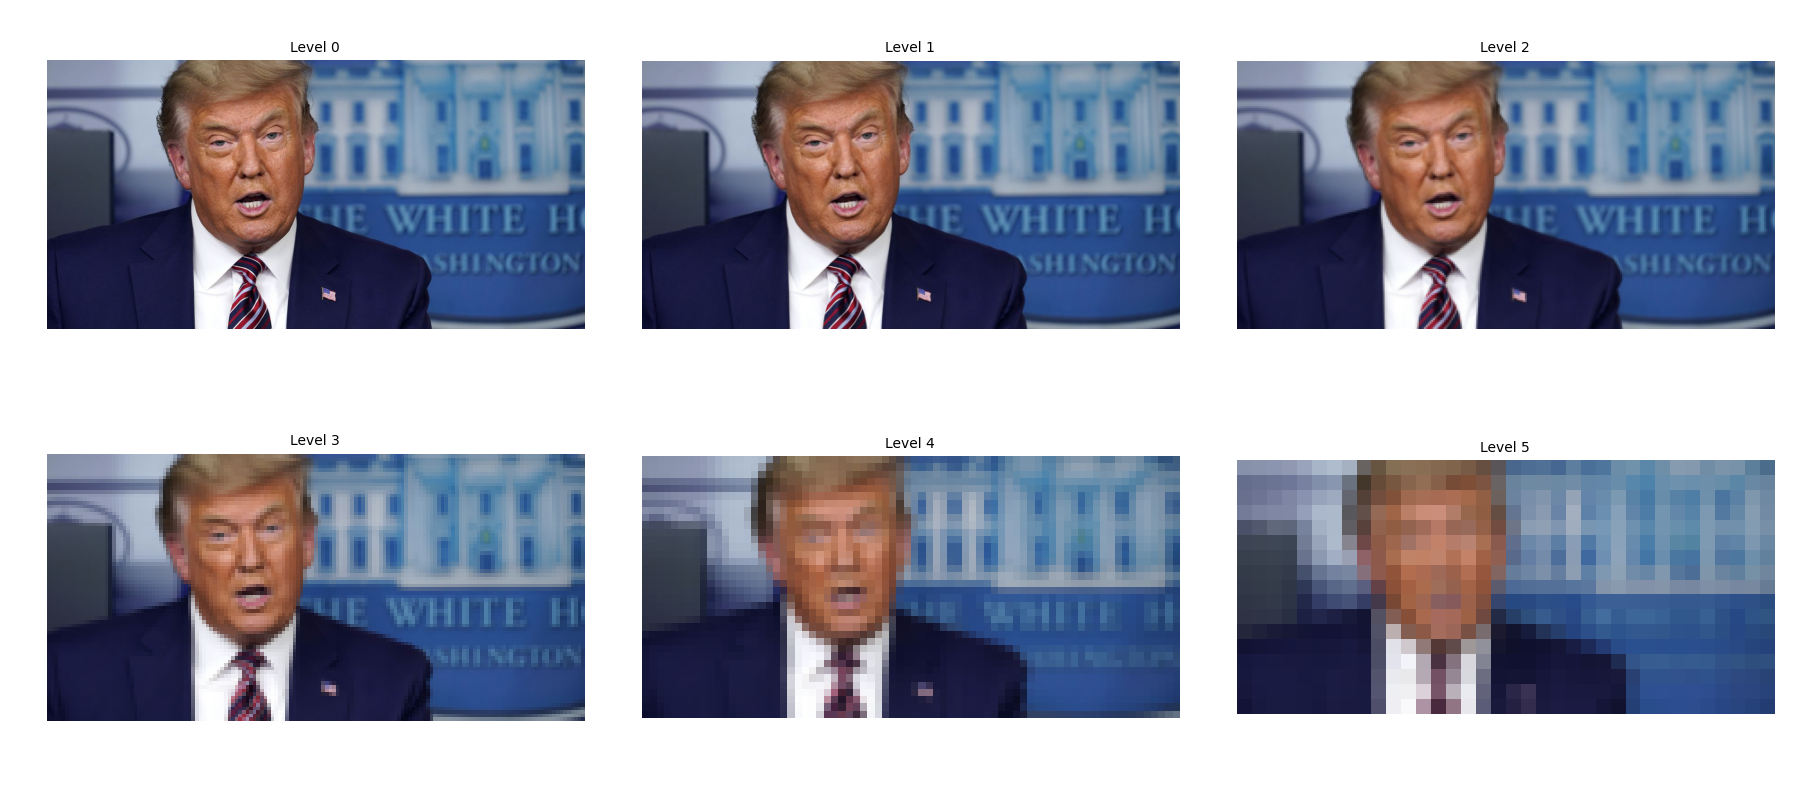 Level 0
Level 1
Level 2
HE WHITE H
HE WHITE H
HE WHITE H
ASHINGTON
ASHINGTON
ASHINGTON
Level 3
Level 4
Level 5
HE WHITE H
WHITE H
SHINGTON